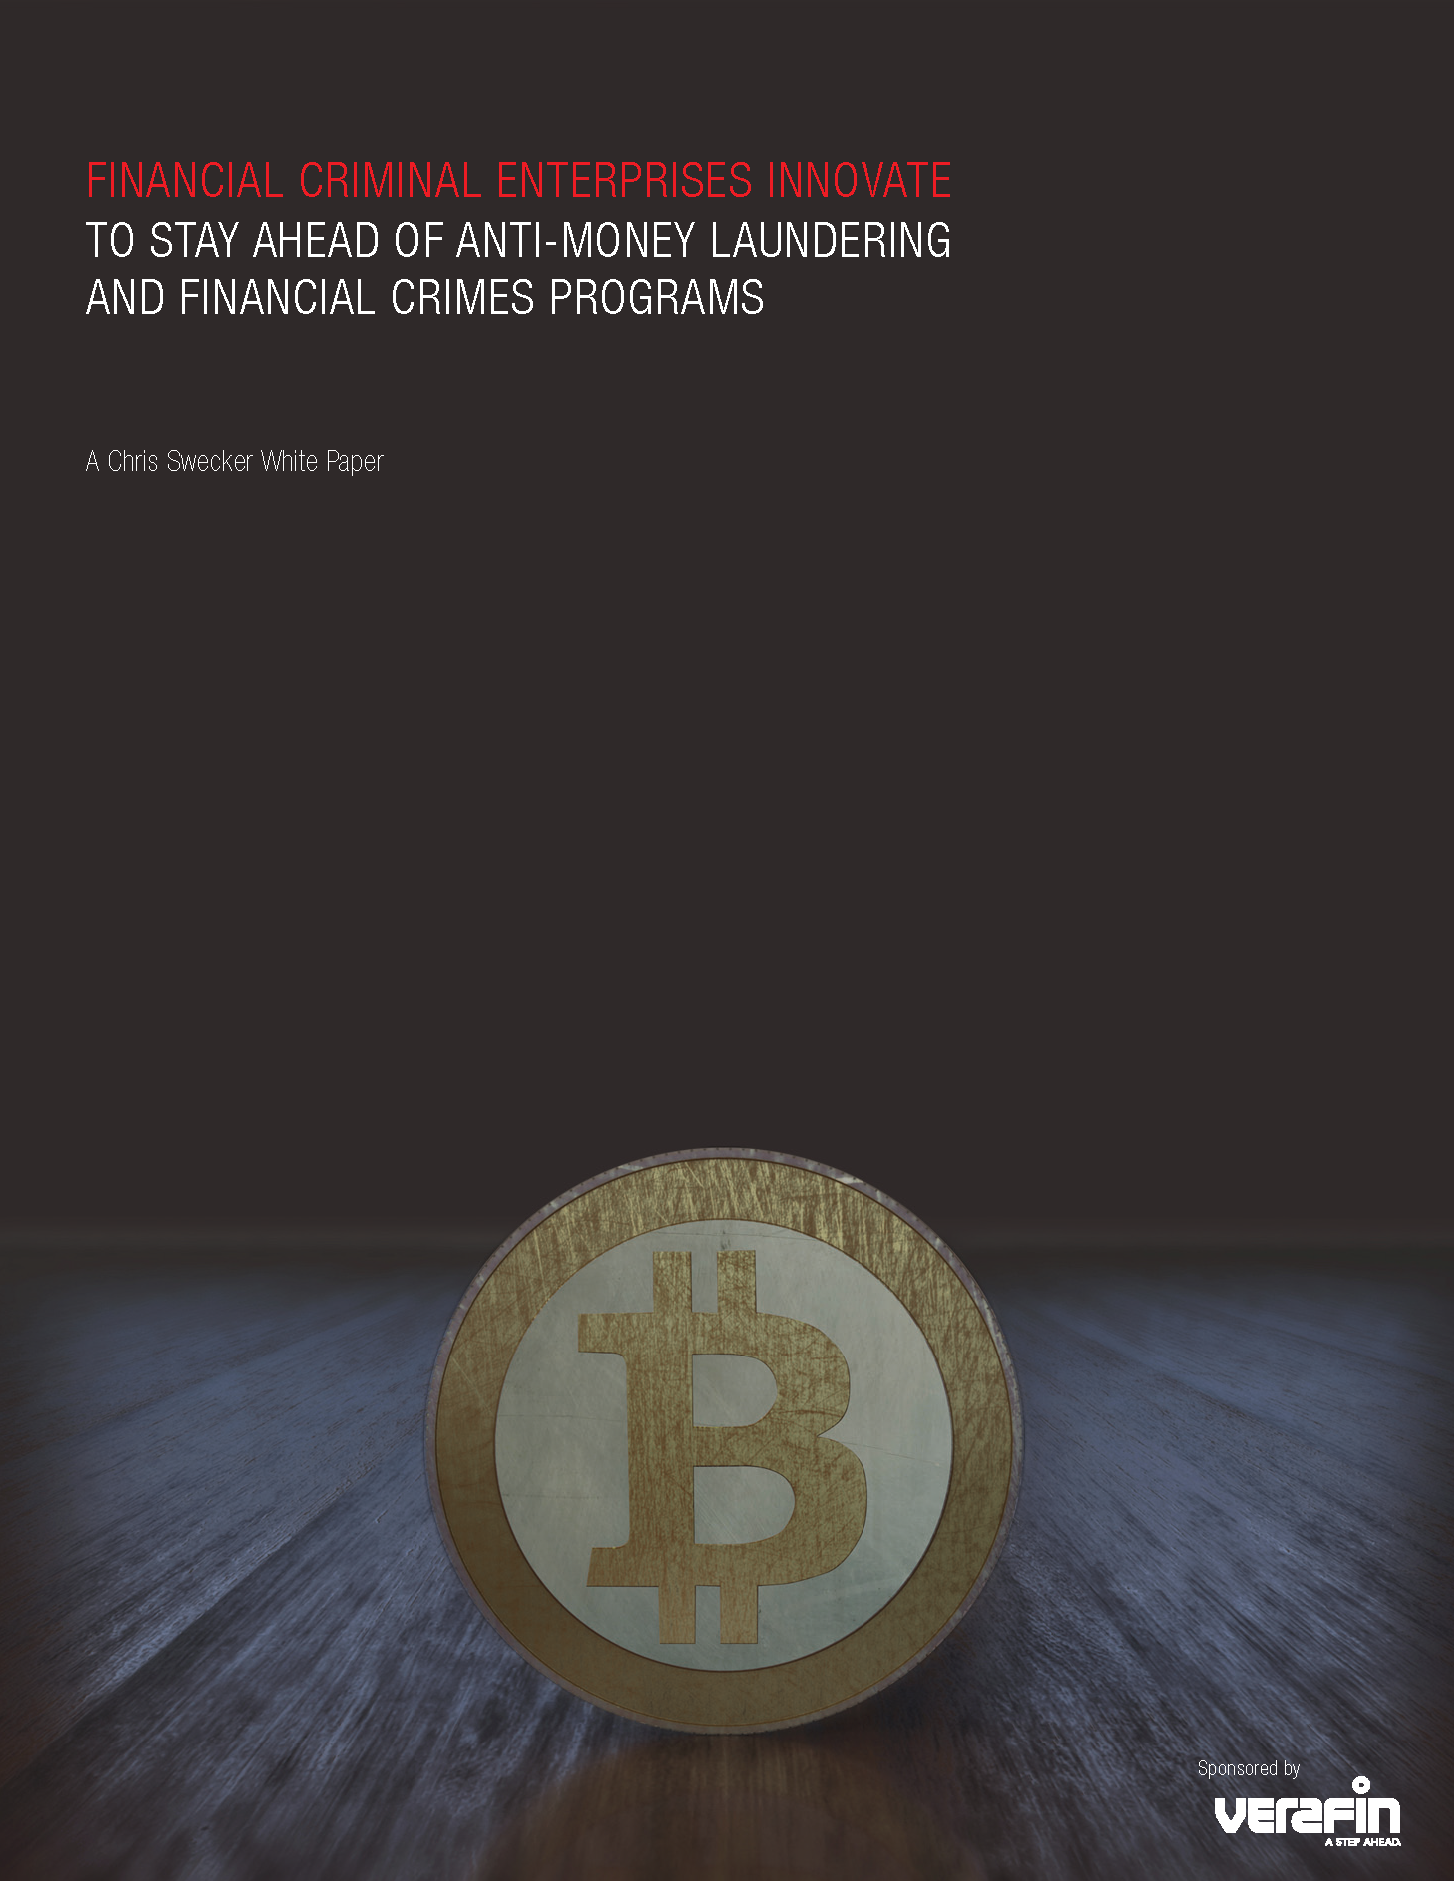 FINANCIAL CRIMINAL ENTERPRISES INNOVATE
TO STAY AHEAD OF ANTI-MONEY LAUNDERING
AND FINANCIAL CRIMES PROGRAMS
A Chris Swecker White Paper
Sponsored by
verafin
A STEP AHEAD.